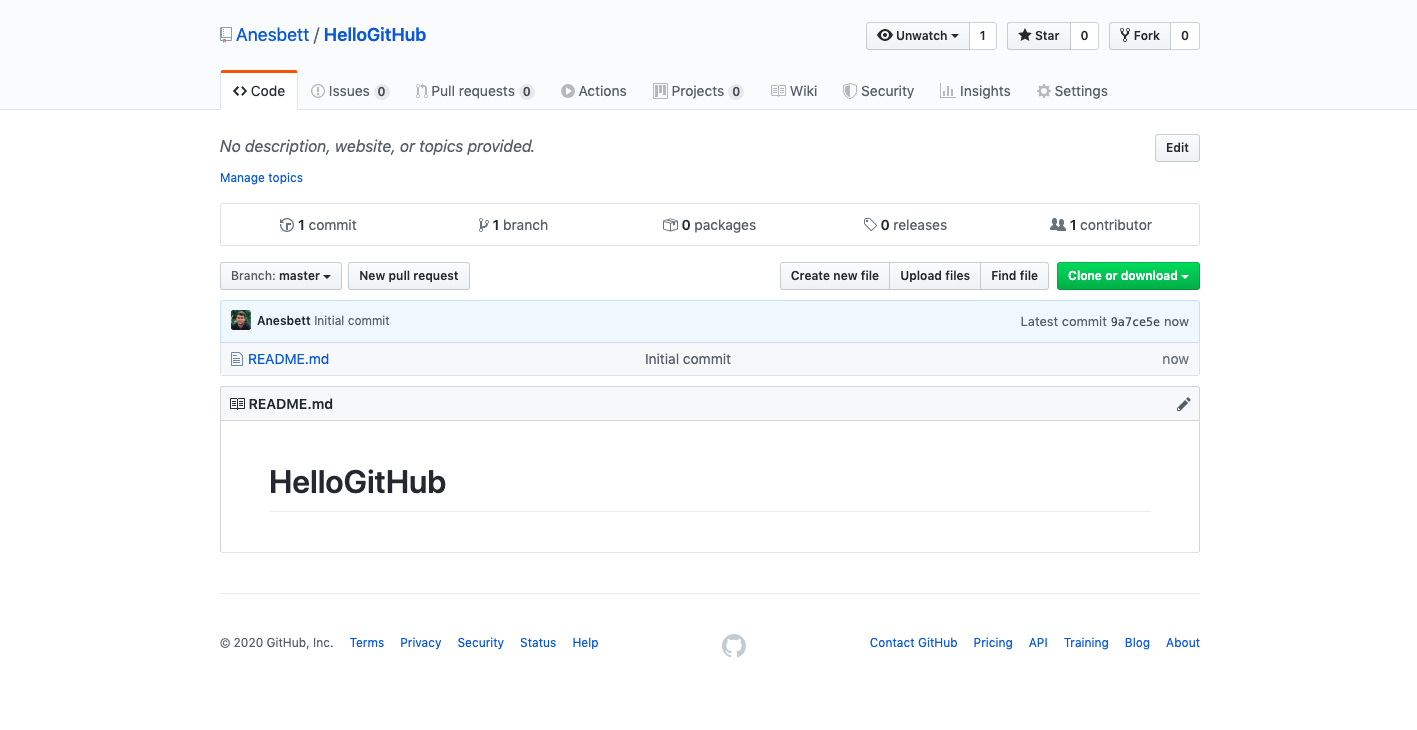 Anesbett / HelloGitHub Unwatch 1 Star 0 Fork 0
Code Issues 0 Pull requests 0 Actions Projects 0 Wiki Security Insights Settings
No description, website, or topics provided. Edit
Manage topics
1 commit 1 branch 0 packages 0 releases 1 contributor
Branch: master New pull request Create new file Upload files Find file Clone or download
Anesbett Initial commit Latest commit 9a7ce5e now
README.md Initial commit now
README.md
HelloGitHub
© 2020 GitHub, Inc. Terms Privacy Security Status Help Contact GitHub Pricing API Training Blog About